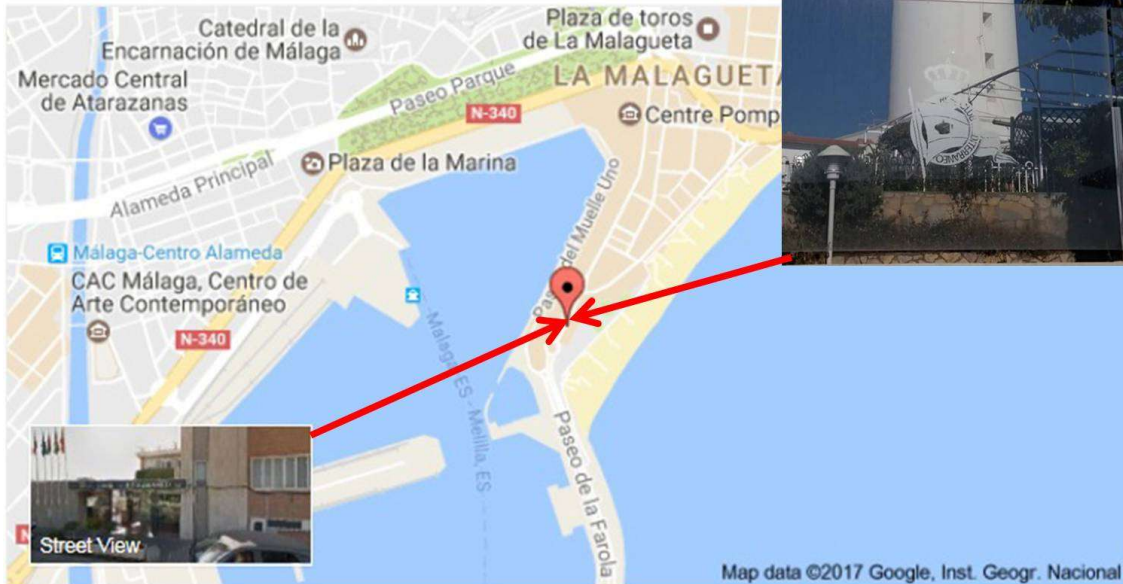 Catedral de la
Encarnación de Málaga
Plaza de toros
de La Malagueta
Mercado Central
de Atarazanas
Paseo Parque
LA MALAGUETA
N-340
Centre Pomp
Plaza de la Marina
Alameda Principal
del Muelle Uno
Málaga-Centro Alameda
CAC Málaga, Centro de
Arte Contemporáneo
N-340
Malaga, ES - Melilla, ES
Paseo de la Farola
Street View
Map data ©2017 Google, Inst. Geogr. Nacional